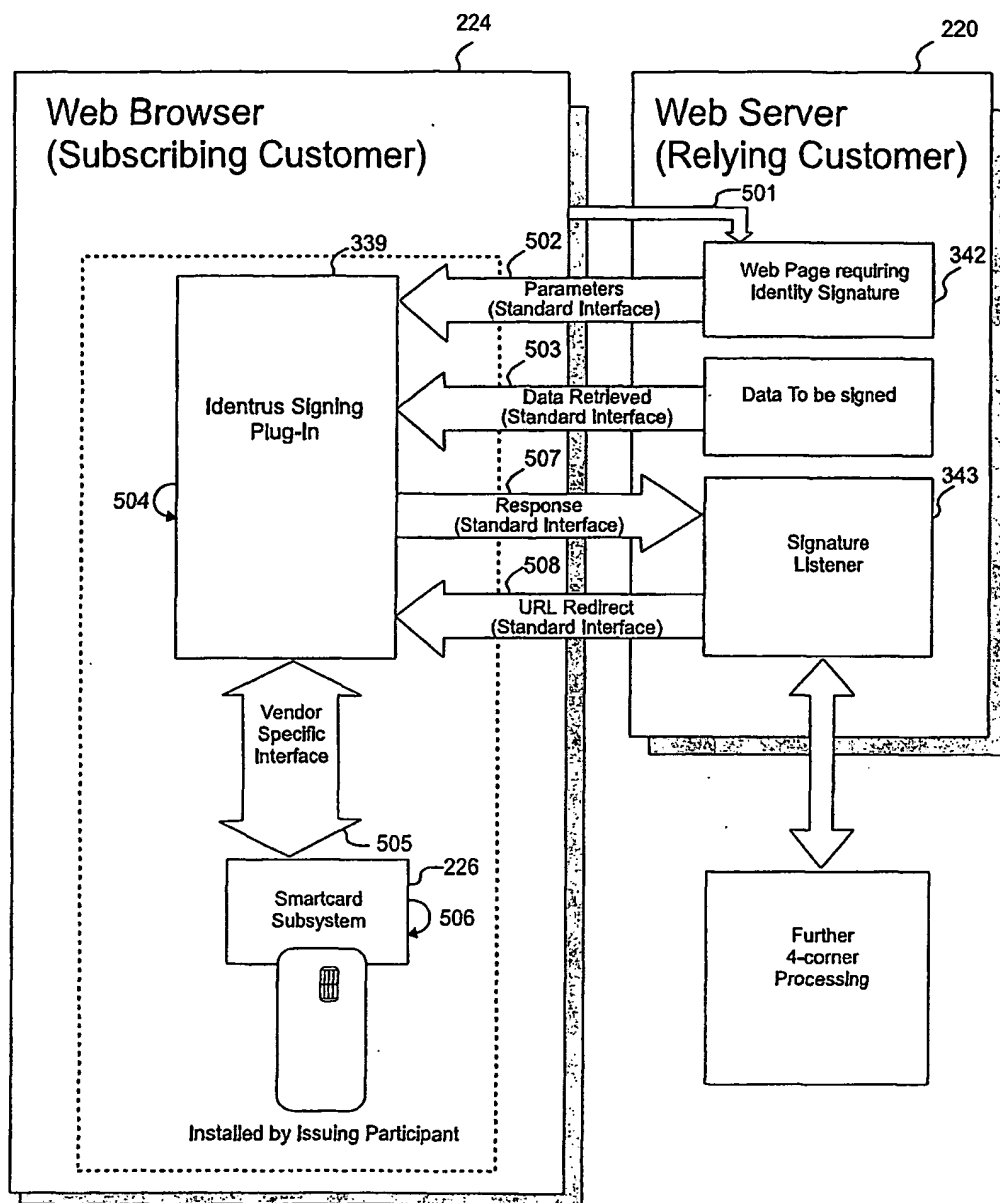 224
220
Web Browser
(Subscribing Customer)
Web Server
(Relying Customer)
501
339
502
Parameters
(Standard Interface)
Web Page requiring
Identity Signature
342
503
Data Retrieved
(Standard Interface)
Data To be signed
Identrus Signing
Plug-In
507
343
504
Response
(Standard Interface)
Signature
Listener
508
URL Redirect
(Standard Interface)
Vendor
Specific
Interface
505
226
Smartcard
Subsystem
506
Further
4-corner
Processing
Installed by Issuing Participant